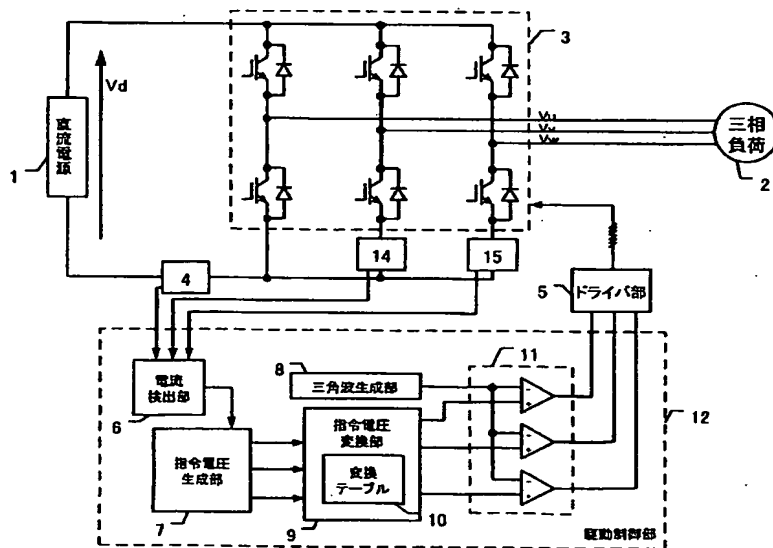 3
Vd
直流電源
1
三相
負荷
2
14
15
4
5
ドライバ部
11
8
三角波生成部
電流
検出部
6
12
指令電圧
変換部
指令電圧
生成部
変換
テーブル
7
9
10
駆動制御部